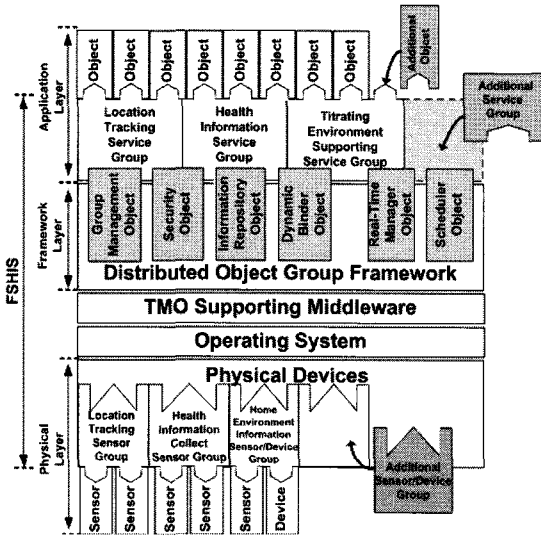 Application
Layer
Object
Object
Object
Object
Object
Object
Object
Object
Additional
Object
Additional
Service
Group
Location
Tracking
Service
Group
Health
Information
Service
Group
Titrating
Environment
Supporting
Service Group
FSHIS
Framework
Layer
Group
Management
Object
Security
Object
Information
Repository
Object
Dynamic
Binder
Object
Real-Time
Manager
Object
Scheduler
Object
Distributed Object Group Framework
TMO Supporting Middleware
Operating System
Physical
Layer
Physical Devices
Location
Tracking
Sensor
Group
Health
Information
Collect
Sensor Group
Home
Environment
Information
Sensor/Device
Group
Additional
Sensor/Device
Group
Sensor
Sensor
Sensor
Sensor
Sensor
Device